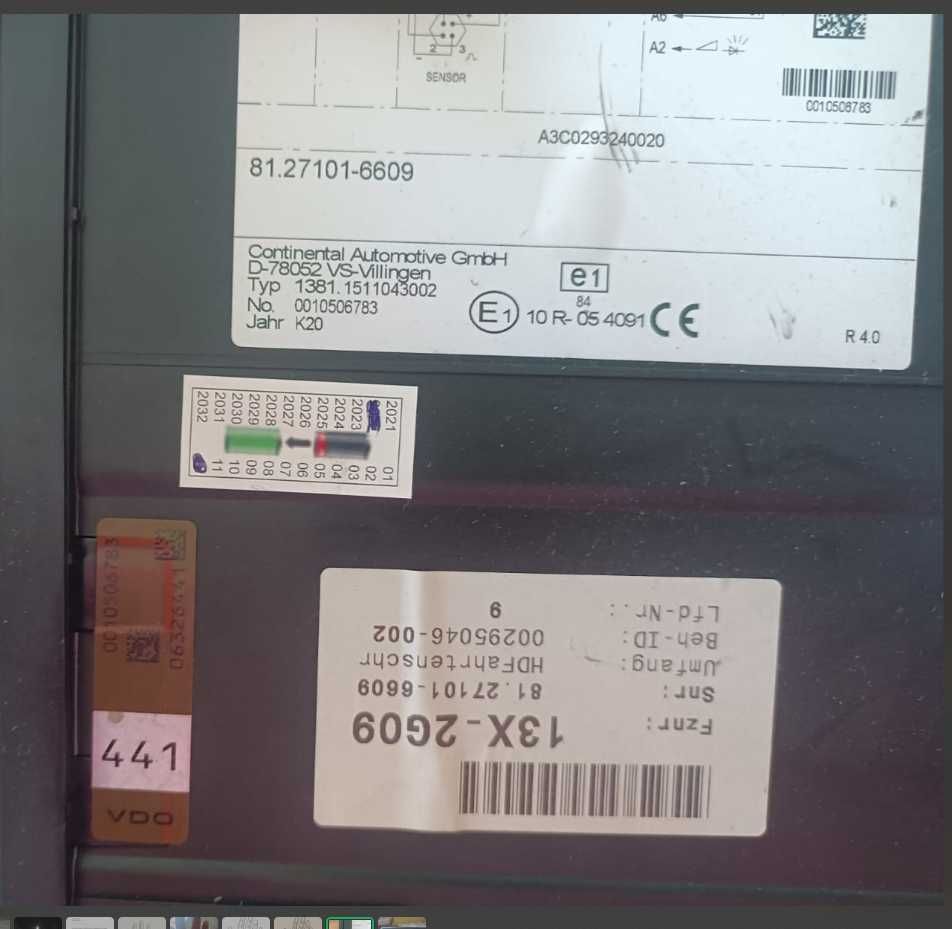 A6
2 3
SENSOR
A2
0010506783
A3C0293240020
81.27101-6609
Continental Automotive GmbH
D-78052 VS-Villingen
Typ 1381.1511043002
No. 0010506783
Jahr K20
e1
84
E1 10 R-05 4091 CE
R 4.0
2021
2023
2024
2025
2026
2027
2028
2029
2030
2031
2032
01
02
03
04
05
06
07
08
09
10
11
0010506783
06326441
441
VDO
Fznr: 13X-2G09
Snr: 81.27101-6609
Umfang: HDFahrtenschr
Beh-ID: 00295046-002
Lfd-Nr.: 9